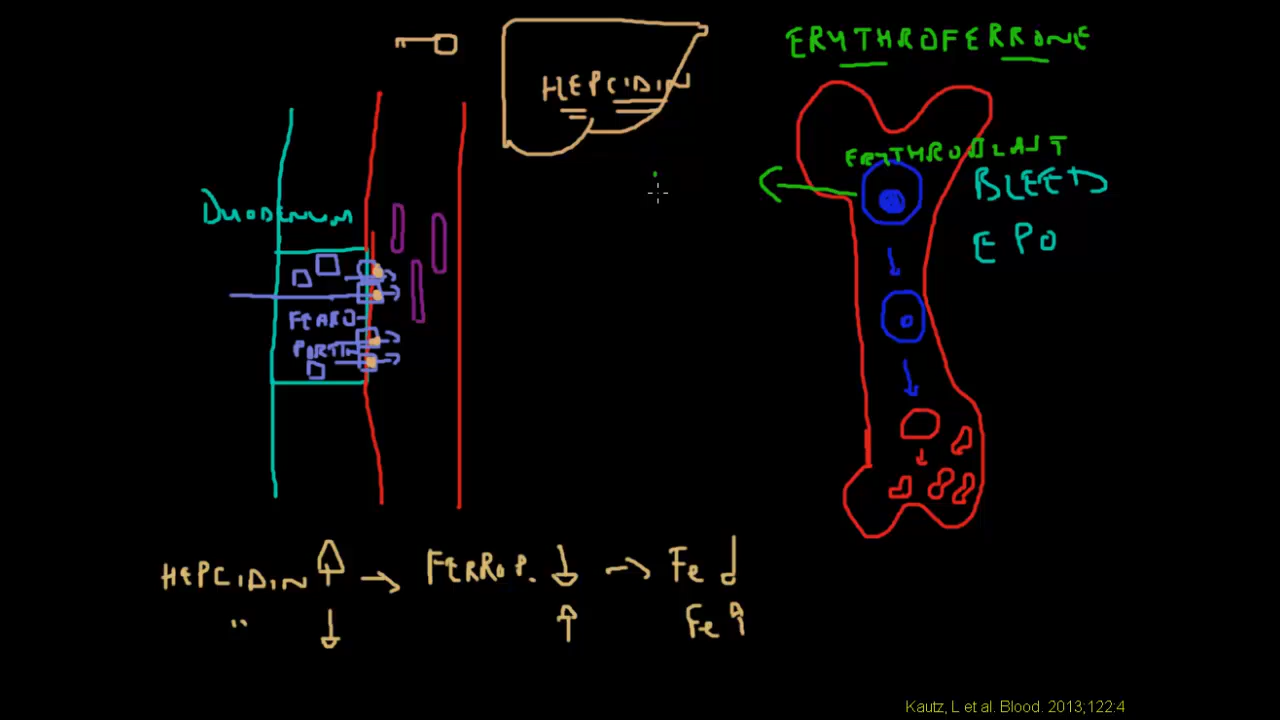 ERYTHROFERRONE
HEPCIDIN
ERYTHROBLAST
BLEED
EPO
DUODENUM
FERRO-
PORTIN
HEPCIDIN → FERROP. → Fe
" Fe
Kautz, L et al. Blood. 2013;122:4